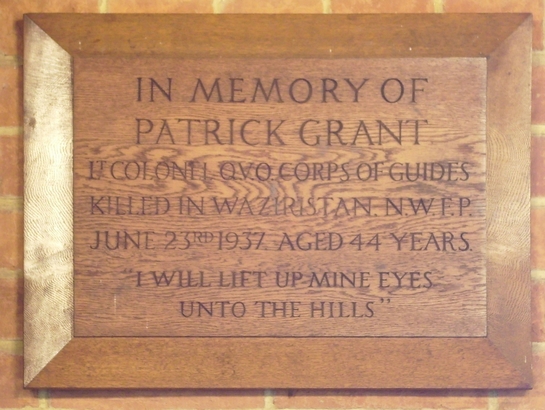 IN MEMORY OF
PATRICK GRANT
LT COLONEL Q.V.O. CORPS OF GUIDES
KILLED IN WAZIRISTAN. N.W.F.P.
JUNE 23RD 1937. AGED 44 YEARS.
"I WILL LIFT UP MINE EYES
UNTO THE HILLS"